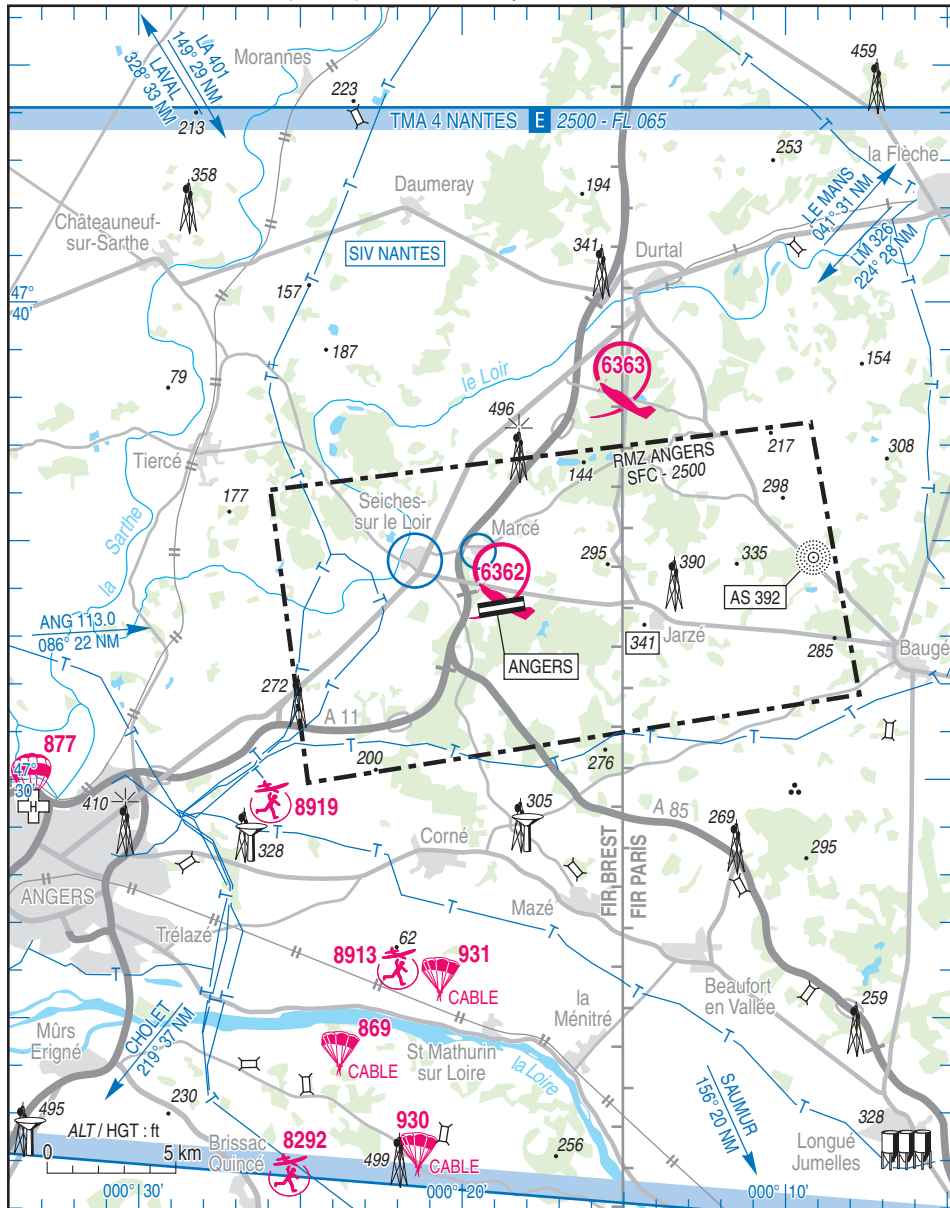 459
LA 401
149° 29 NM
328° 33 NM
LAVAL
Morannes
223
213
TMA 4 NANTES E 2500 - FL 065
253
la Flèche
358
Daumeray
194
LE MANS
041° 31 NM
LM 326
224° 28 NM
Châteauneuf-
sur-Sarthe
SIV NANTES
341
Durtal
47°
40'
157
187
154
le Loir
79
6363
496
RMZ ANGERS
SFC - 2500
217
308
Tiercé
144
177
298
Seiches-
sur le Loir
Marcé
la Sarthe
295
390
335
6362
AS 392
ANG 113.0
086° 22 NM
341
Jarzé
285
Baugé
ANGERS
272
A 11
877
47°
30'
200
276
410
8919
305
A 85
269
328
Corné
295
FIR BREST
FIR PARIS
ANGERS
Mazé
Trélazé
62
8913
931
CABLE
Beaufort
en Vallée
259
CHOLET
219° 37 NM
la
Ménitré
Mûrs
Erigné
869
CABLE
St Mathurin
sur Loire
la Loire
SAUMUR
156° 20 NM
495
230
ALT / HGT : ft
0 5 km
Brissac
Quincé
8292
930
499
CABLE
256
328
Longué
Jumelles
000° 30'
000° 20'
000° 10'
T T T T T T T T T T T T T T T T T T T T
H